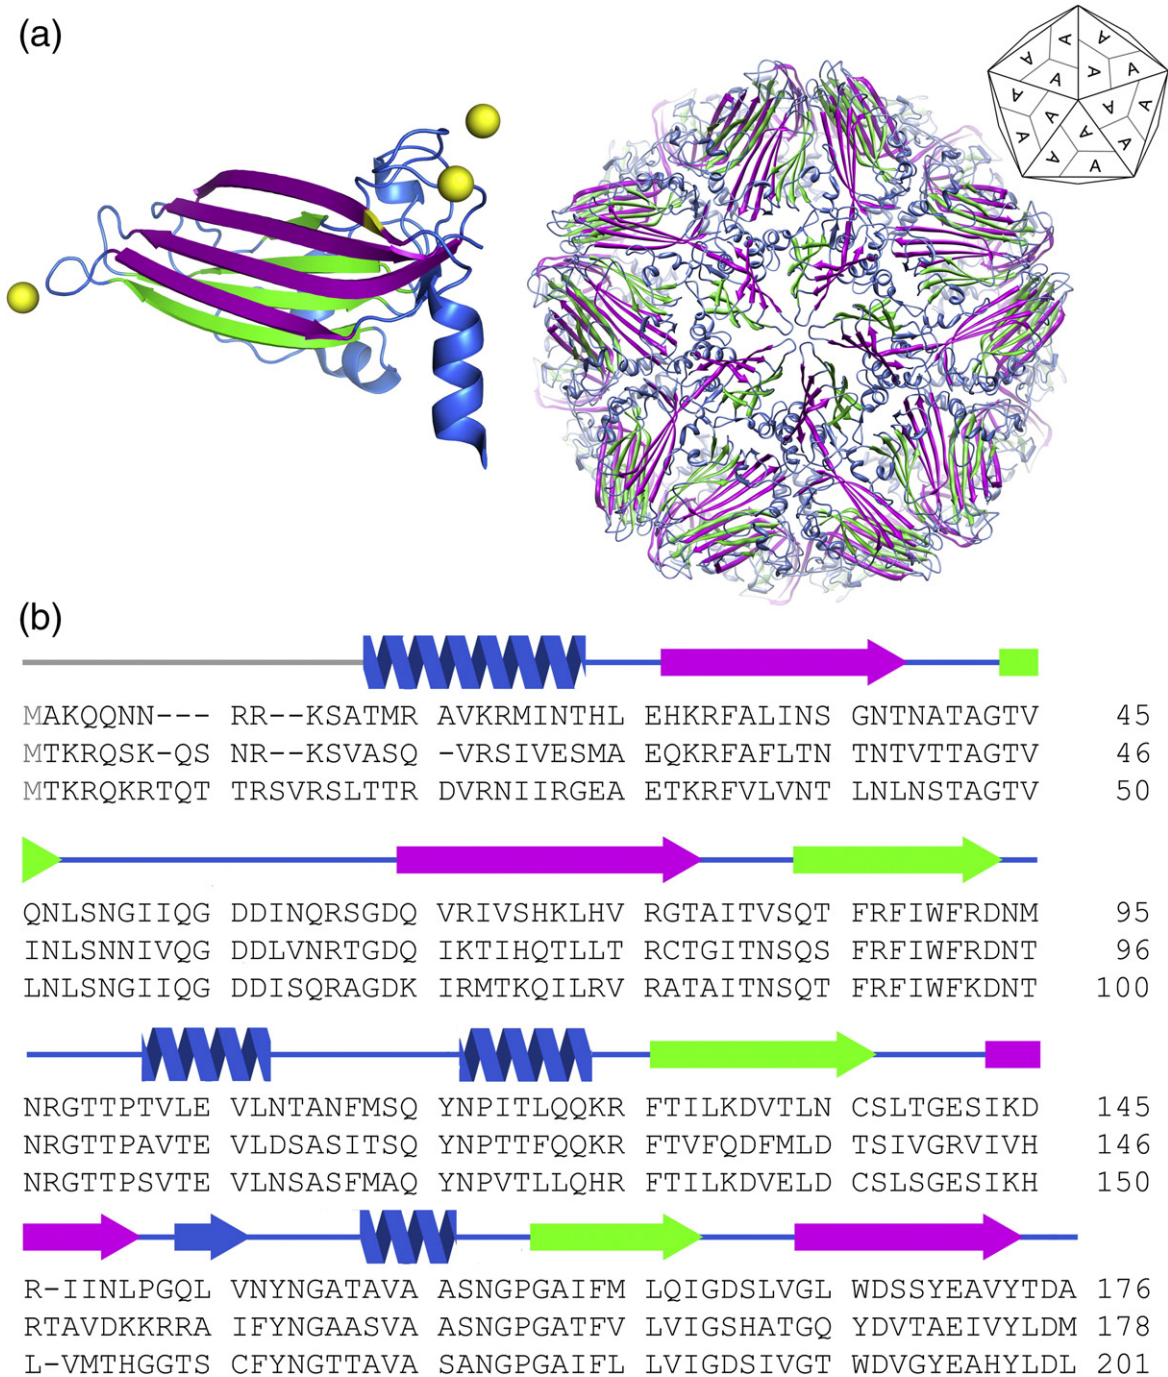 (a)
A A A A A A A A A A A A A A A
(b)
MAKQQNN--- RR--KSATMR AVKRMINTHL EHKRFALINS GNTNATAGTV 45
MTKRQSK-QS NR--KSVASQ -VRSIVESMA EQKRFAFLTN TNTVTTAGTV 46
MTKRQKRTQT TRSVRSLTTR DVRNIIRGEA ETKRFVLVNT LNLNSTAGTV 50
QNLSNGIIQG DDINQRSGDQ VRIVSHKLHV RGTAITVSQT FRFIWFRDNM 95
INLSNNIVQG DDLVNRTGDQ IKTIHQTLLT RCTGITNSQS FRFIWFRDNT 96
LNLSNGIIQG DDISQRAGDK IRMTKQILRV RATAITNSQT FRFIWFKDNT 100
NRGTTPTVLE VLNTANFMSQ YNPITLQQKR FTILKDVTLN CSLTGESIKD 145
NRGTTPAVTE VLDSASITSQ YNPTTFQQKR FTVFQDFMLD TSIVGRVIVH 146
NRGTTPSVTE VLNSASFMAQ YNPVTLLQHR FTILKDVELD CSLSGESIKH 150
R-IINLPGQL VNYNGATAVA ASNGPGAIFM LQIGDSLVGL WDSSYEAVYTDA 176
RTAVDKKRRA IFYNGAASVA ASNGPGATFV LVIGSHATGQ YDVTAEIVYLDM 178
L-VMTHGGTS CFYNGTTAVA SANGPGAIFL LVIGDSIVGT WDVGYEAHYLDL 201